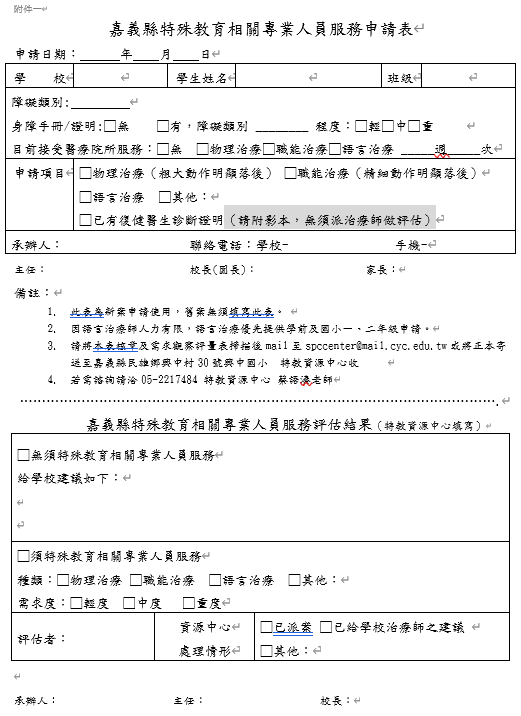 附件一
嘉義縣特殊教育相關專業人員服務申請表
申請日期：______年____月____日
學　　校　　　　學生姓名　　　　班級
障礙類別:________
身障手冊/證明:□無　　□有，障礙類別 _______ 程度：□輕□中□重
目前接受醫療院所服務：□無　□物理治療□職能治療□語言治療 ____週____次
申請項目　□物理治療（粗大動作明顯落後）　□職能治療（精細動作明顯落後）
□語言治療　□其他：
□已有復健醫生診斷證明（請附影本，無須派治療師做評估）
承辦人：　　　　聯絡電話：學校-　　　　手機-
主任：　　　　校長(園長)：　　　　家長：
備註：
1. 此表為新案申請使用，舊案無須填寫此表。
2. 因語言治療師人力有限，語言治療優先提供學前及國小一、二年級申請。
3. 請將本表核章及需求觀察評量表掃描後 mail 至 spccenter@mail.cyc.edu.tw 或將正本寄
送至嘉義縣民雄鄉興中村 30 號興中國小　特教資源中心收
4. 若需諮詢請洽 05-2217484 特教資源中心 蔡語老師
嘉義縣特殊教育相關專業人員服務評估結果（特教資源中心填寫）
□無須特殊教育相關專業人員服務
給學校建議如下：
□須特殊教育相關專業人員服務
種類：□物理治療　□職能治療　□語言治療　□其他：
需求度：□輕度　□中度　□重度
評估者：　　　　資源中心處理情形　□已派案　□已給學校治療師之建議
□其他：
承辦人：　　　　主任：　　　　校長：